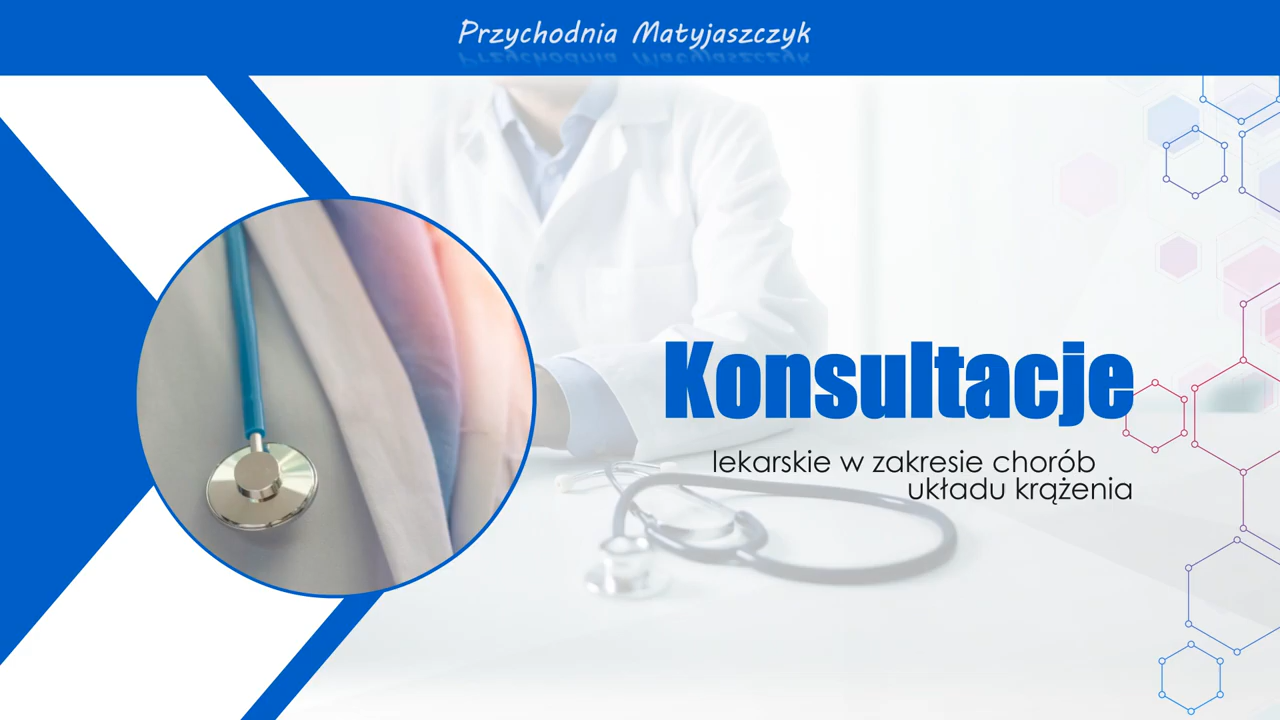 Przychodnia Matyjaszczyk
Konsultacje
lekarskie w zakresie chorób
układu krążenia